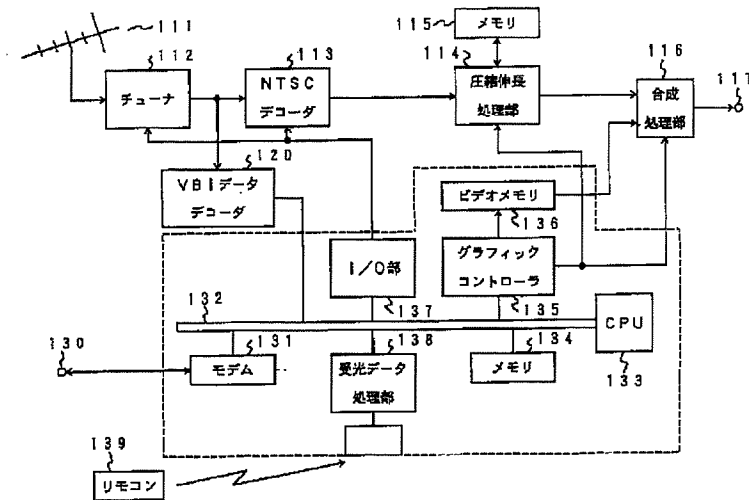 111
112
チューナ
113
NTSC
デコーダ
115
メモリ
114
圧縮伸長
処理部
116
合成
処理部
117
120
VBIデータ
デコーダ
ビデオメモリ
136
I/O部
137
グラフィック
コントローラ
135
132
CPU
133
130
131
モデム
138
受光データ
処理部
134
メモリ
139
リモコン